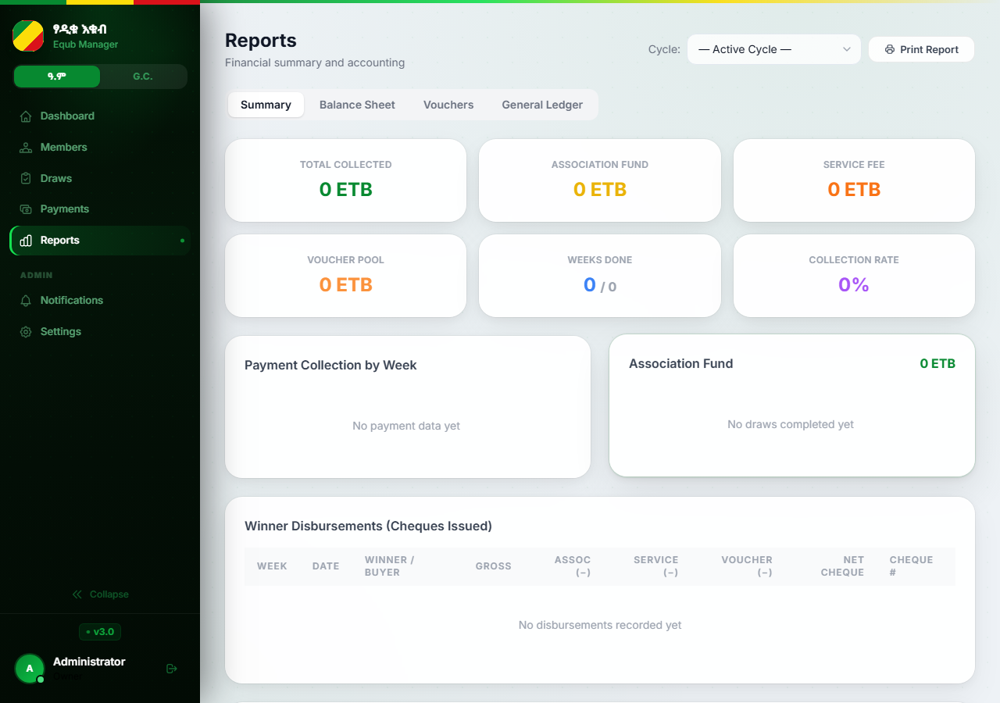 ፃዲቁ እቁብ
Equb Manager
ዓ.ም G.C.
Dashboard
Members
Draws
Payments
Reports
ADMIN
Notifications
Settings
Collapse
v3.0
A
Administrator
Owner
Reports
Financial summary and accounting
Cycle: — Active Cycle — Print Report
Summary Balance Sheet Vouchers General Ledger
TOTAL COLLECTED
0 ETB
ASSOCIATION FUND
0 ETB
SERVICE FEE
0 ETB
VOUCHER POOL
0 ETB
WEEKS DONE
0 / 0
COLLECTION RATE
0%
Payment Collection by Week
No payment data yet
Association Fund 0 ETB
No draws completed yet
Winner Disbursements (Cheques Issued)
WEEK DATE WINNER / BUYER GROSS ASSOC (−) SERVICE (−) VOUCHER (−) NET CHEQUE CHEQUE #
No disbursements recorded yet